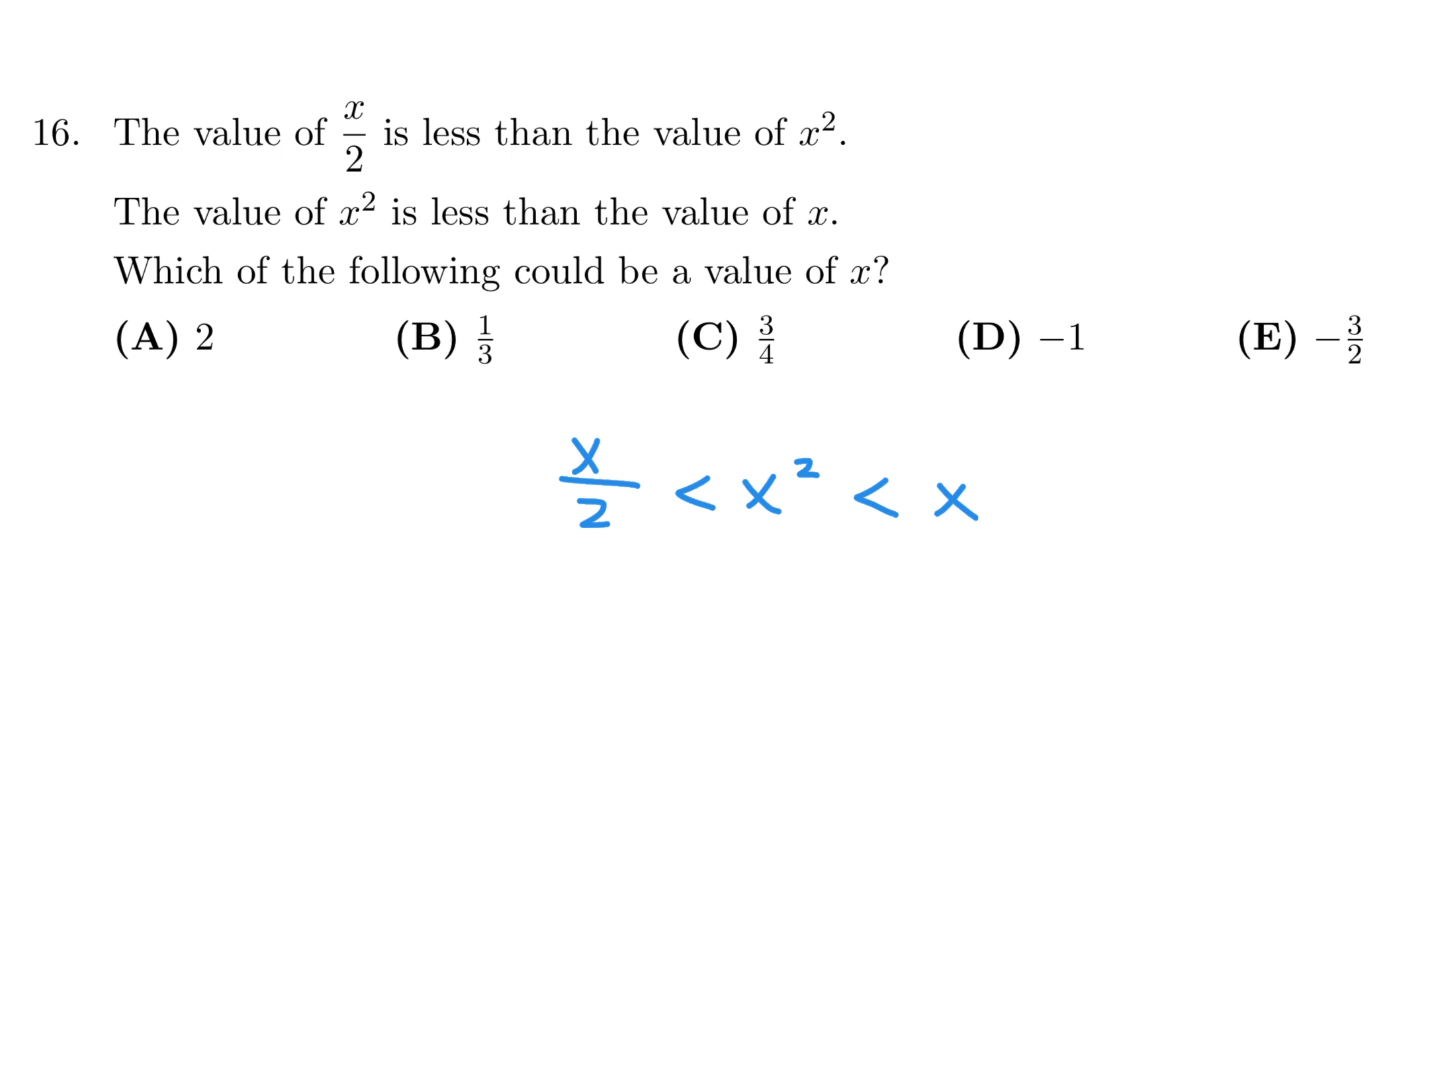 16. The value of x/2 is less than the value of x².
The value of x² is less than the value of x.
Which of the following could be a value of x?
(A) 2 (B) 1/3 (C) 3/4 (D) −1 (E) −3/2
x/2 < x² < x